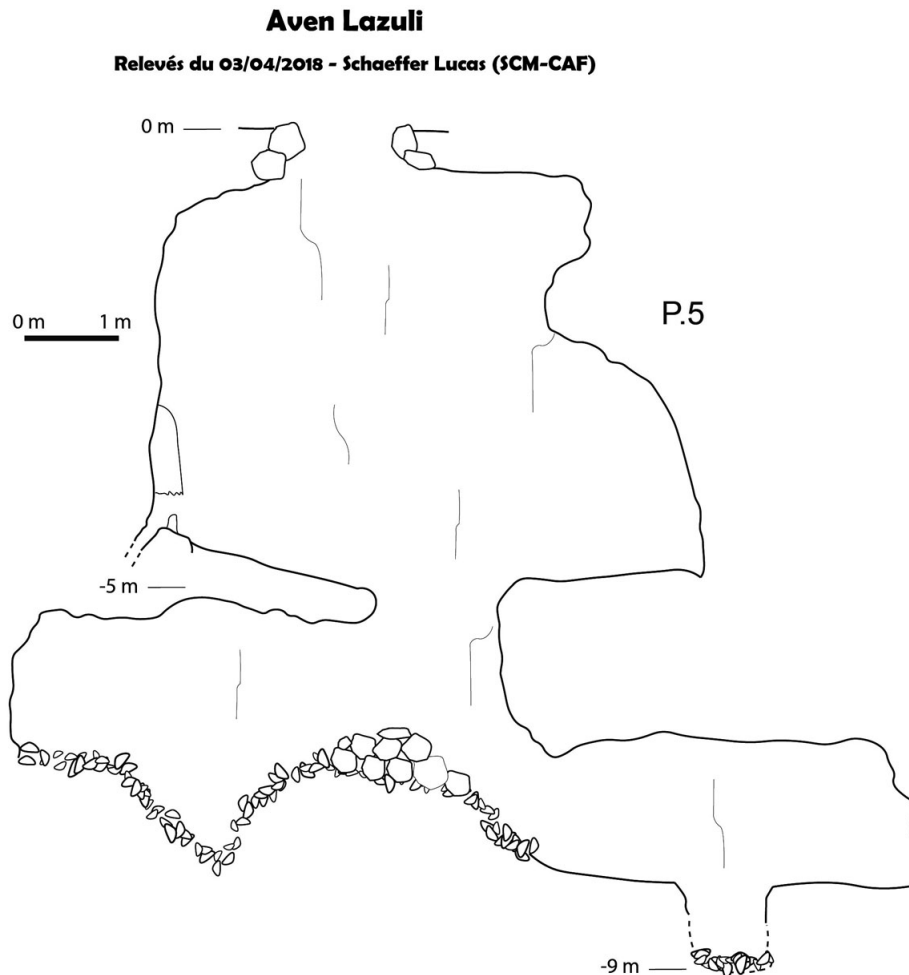 Aven Lazuli
Relevés du 03/04/2018 - Schaeffer Lucas (SCM-CAF)
0 m
0 m 1 m
P.5
-5 m
-9 m